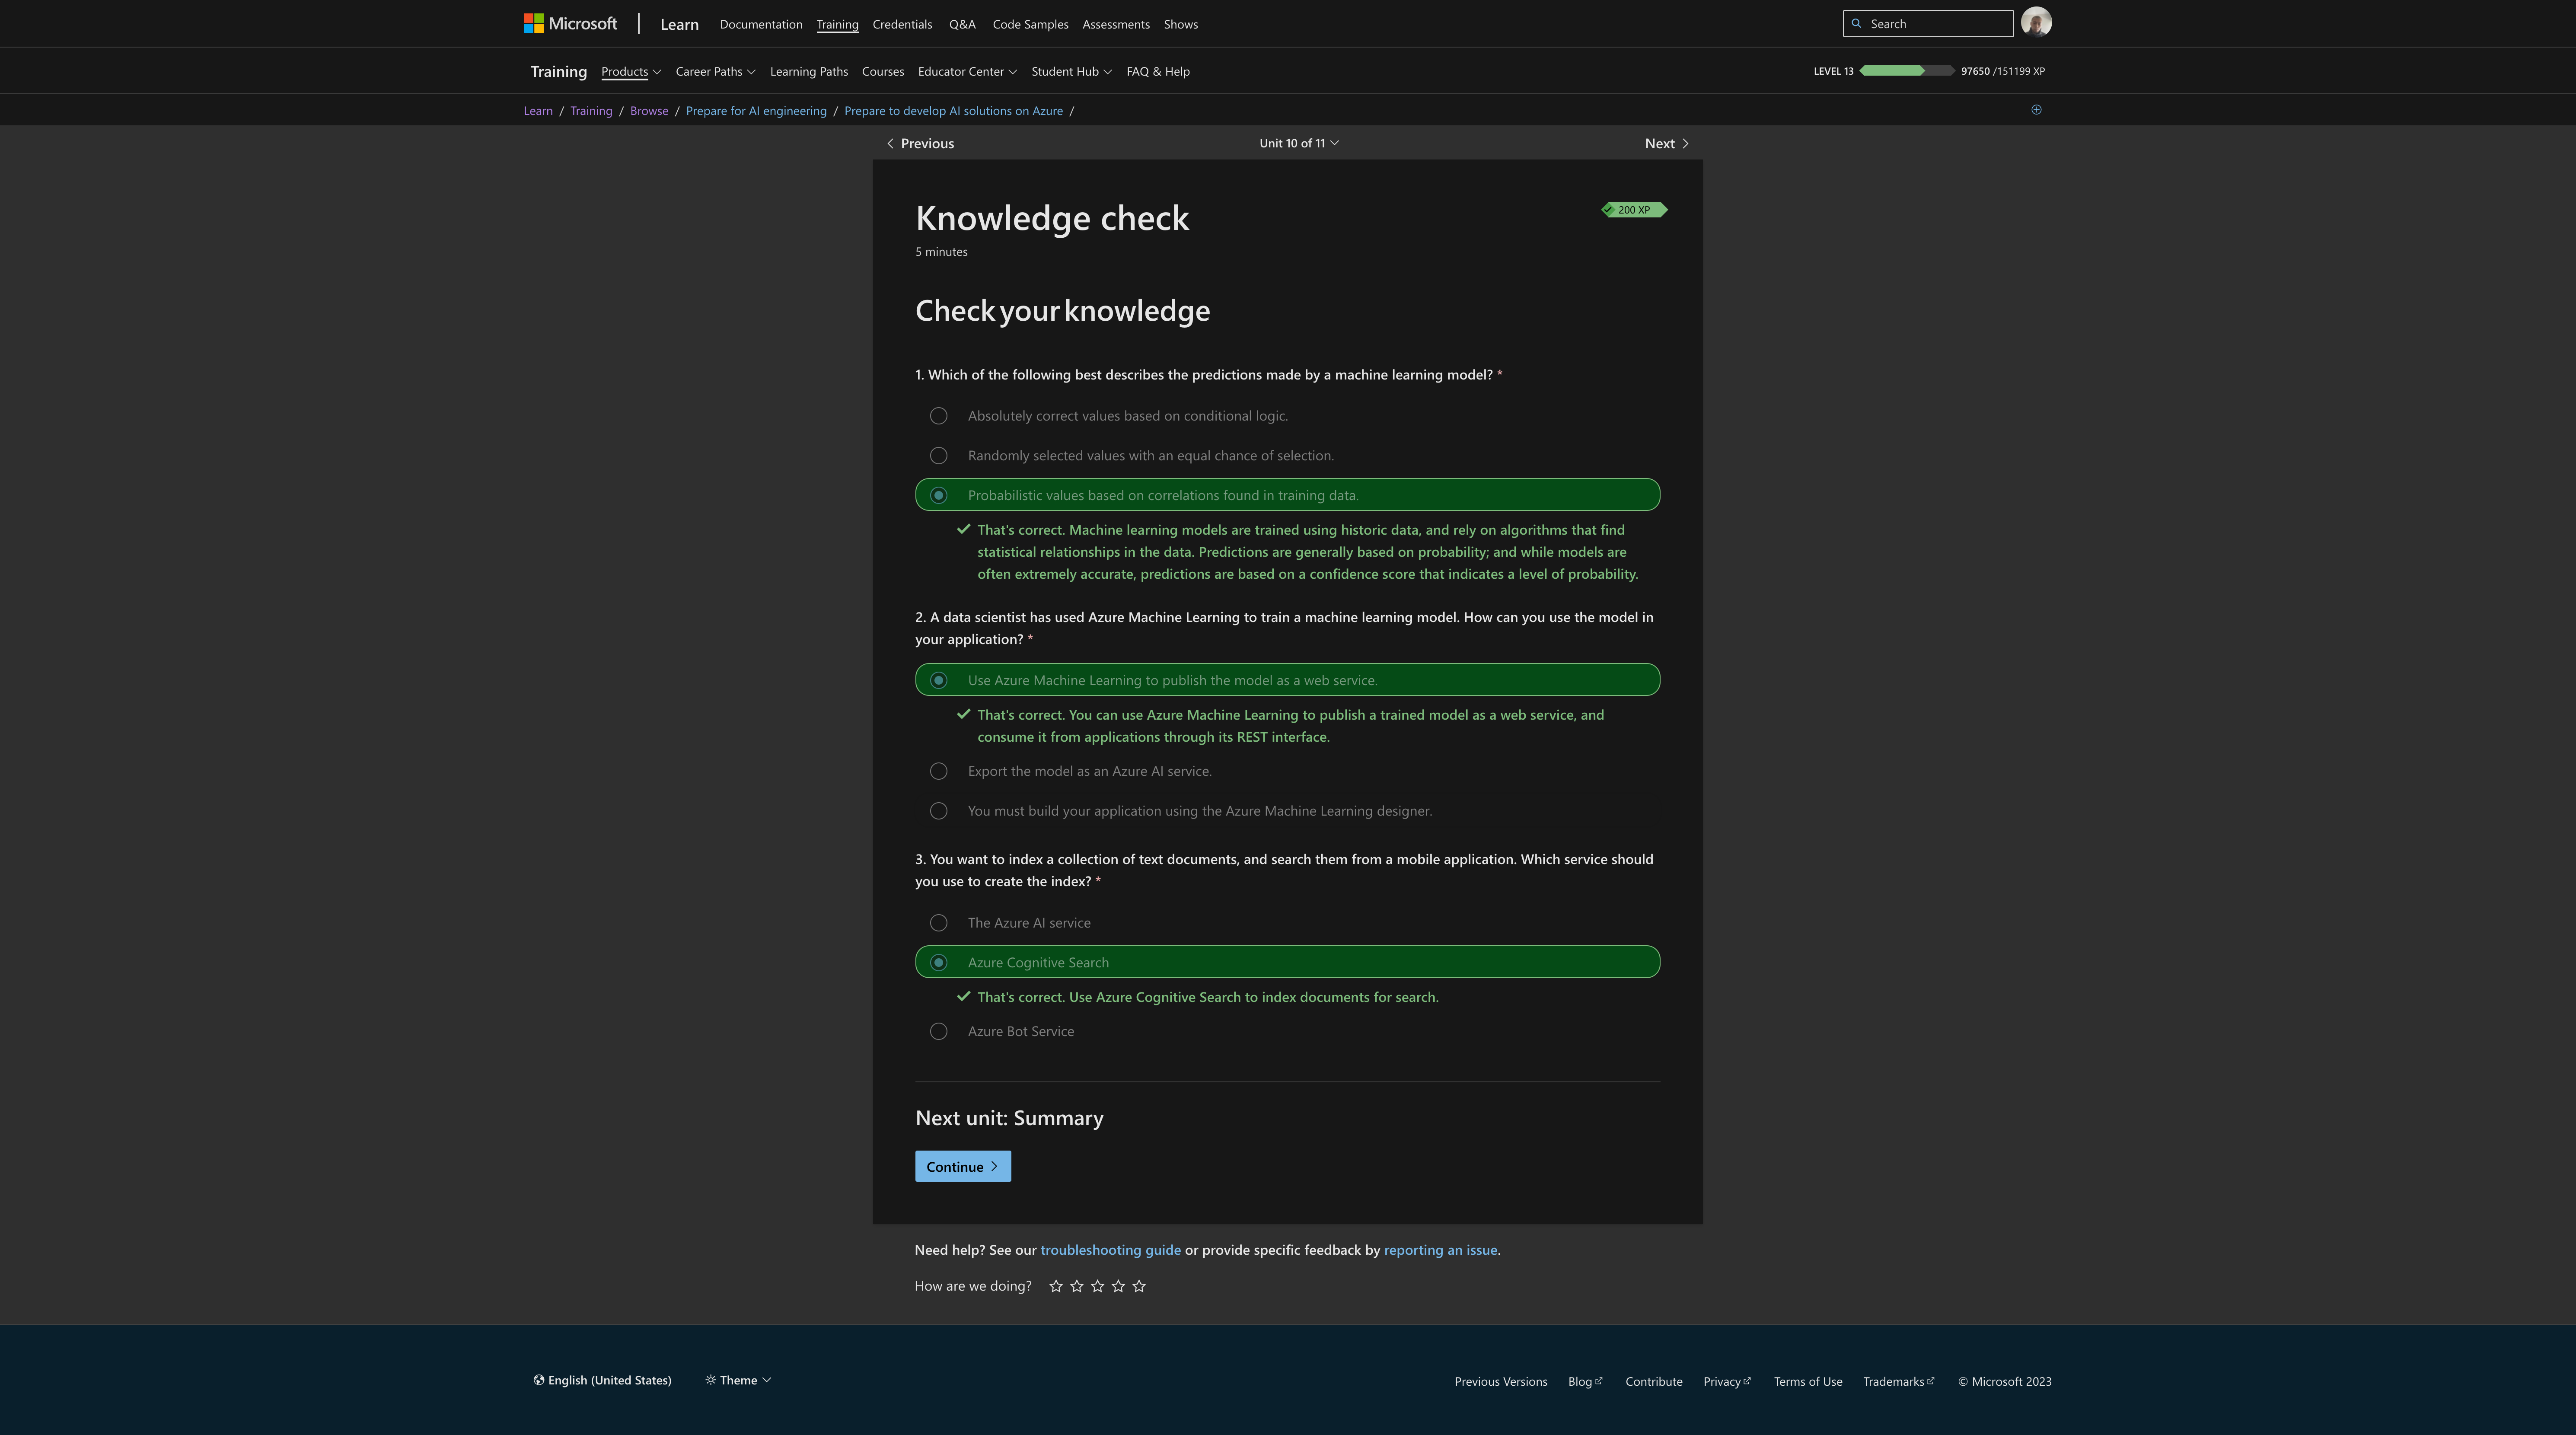 Microsoft
Learn
Documentation Training Credentials Q&A Code Samples Assessments Shows
Search
Training
Products Career Paths Learning Paths Courses Educator Center Student Hub FAQ & Help
LEVEL 13
97650 /151199 XP
Learn / Training / Browse / Prepare for AI engineering / Prepare to develop AI solutions on Azure /
Previous
Unit 10 of 11
Next
Knowledge check
200 XP
5 minutes
Check your knowledge
1. Which of the following best describes the predictions made by a machine learning model? *
Absolutely correct values based on conditional logic.
Randomly selected values with an equal chance of selection.
Probabilistic values based on correlations found in training data.
That's correct. Machine learning models are trained using historic data, and rely on algorithms that find
statistical relationships in the data. Predictions are generally based on probability; and while models are
often extremely accurate, predictions are based on a confidence score that indicates a level of probability.
2. A data scientist has used Azure Machine Learning to train a machine learning model. How can you use the model in
your application? *
Use Azure Machine Learning to publish the model as a web service.
That's correct. You can use Azure Machine Learning to publish a trained model as a web service, and
consume it from applications through its REST interface.
Export the model as an Azure AI service.
You must build your application using the Azure Machine Learning designer.
3. You want to index a collection of text documents, and search them from a mobile application. Which service should
you use to create the index? *
The Azure AI service
Azure Cognitive Search
That's correct. Use Azure Cognitive Search to index documents for search.
Azure Bot Service
Next unit: Summary
Continue
Need help? See our troubleshooting guide or provide specific feedback by reporting an issue.
How are we doing?
English (United States)
Theme
Previous Versions Blog Contribute Privacy Terms of Use Trademarks © Microsoft 2023